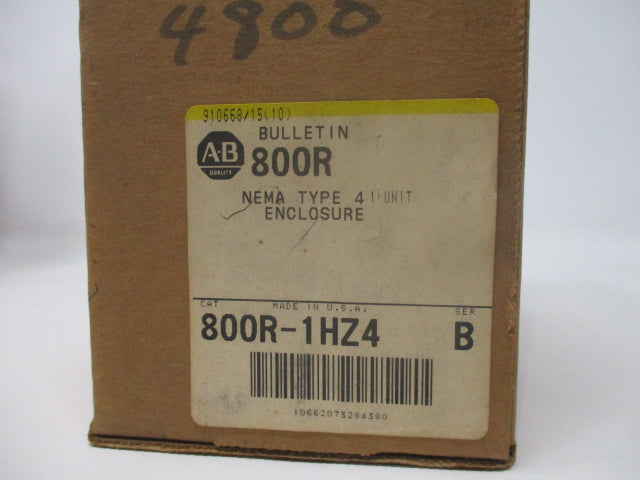 4800
910668/15(10)
BULLETIN
A-B
QUALITY
800R
NEMA TYPE 4 1-UNIT
ENCLOSURE
CAT
MADE IN U.S.A.
SER
800R-1HZ4
B
10662073284380